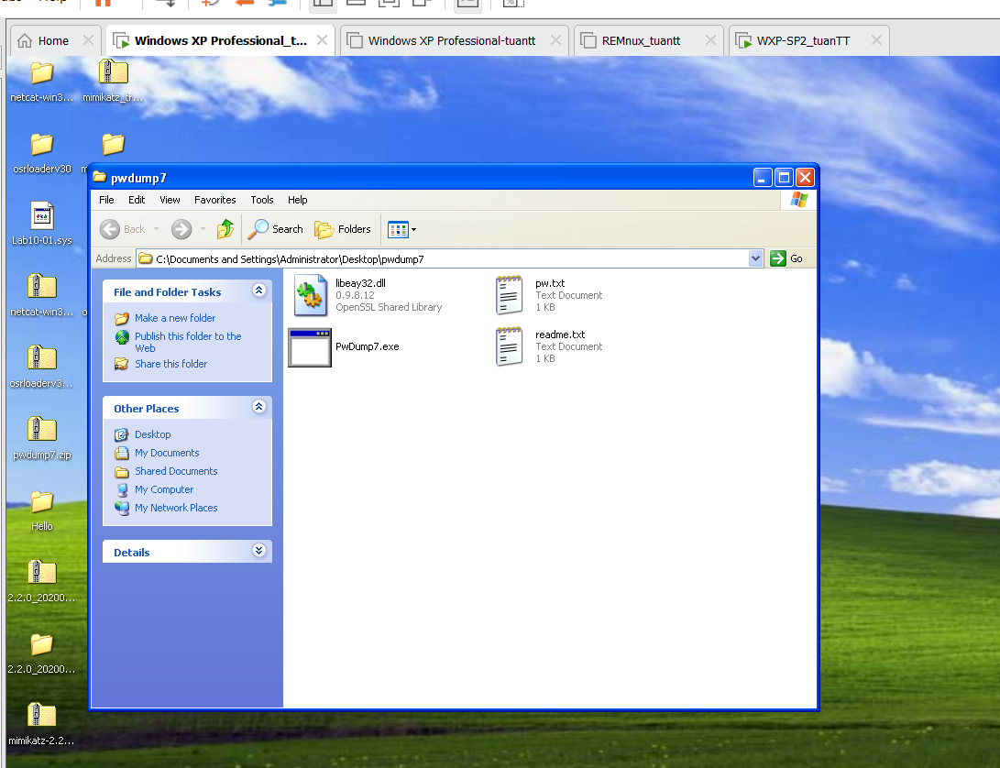 Help
Home
Windows XP Professional_t...
Windows XP Professional-tuantt
REMnux_tuantt
WXP-SP2_tuanTT
netcat-win3...
mimikatz_tr...
osrloaderv30
m
Lab10-01.sys
netcat-win3...
o
osrloaderv3...
pwdump7.zip
Hello
2.2.0_20200...
2.2.0_20200...
mimikatz-2.2...
pwdump7
File Edit View Favorites Tools Help
Back Search Folders
Address C:\Documents and Settings\Administrator\Desktop\pwdump7 Go
File and Folder Tasks
Make a new folder
Publish this folder to the
Web
Share this folder
Other Places
Desktop
My Documents
Shared Documents
My Computer
My Network Places
Details
libeay32.dll
0.9.8.12
OpenSSL Shared Library
pw.txt
Text Document
1 KB
PwDump7.exe
readme.txt
Text Document
1 KB